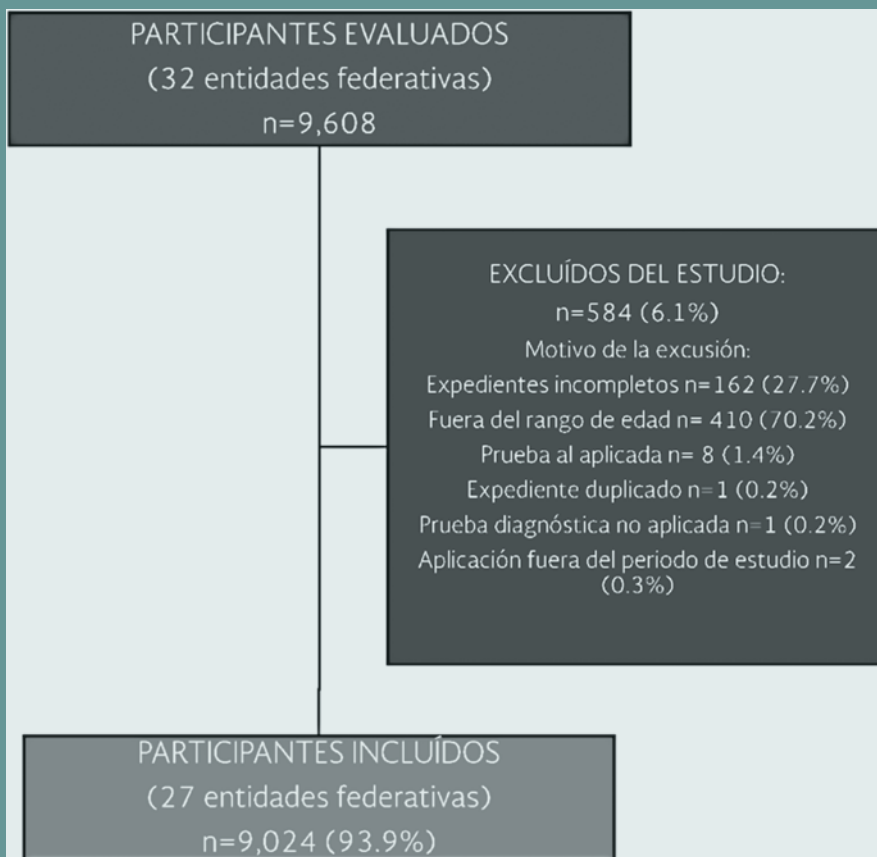 PARTICIPANTES EVALUADOS
(32 entidades federativas)
n=9,608
EXCLUÍDOS DEL ESTUDIO:
n=584 (6.1%)
Motivo de la excusión:
Expedientes incompletos n=162 (27.7%)
Fuera del rango de edad n= 410 (70.2%)
Prueba al aplicada n= 8 (1.4%)
Expediente duplicado n=1 (0.2%)
Prueba diagnóstica no aplicada n=1 (0.2%)
Aplicación fuera del periodo de estudio n=2
(0.3%)
PARTICIPANTES INCLUÍDOS
(27 entidades federativas)
n=9,024 (93.9%)